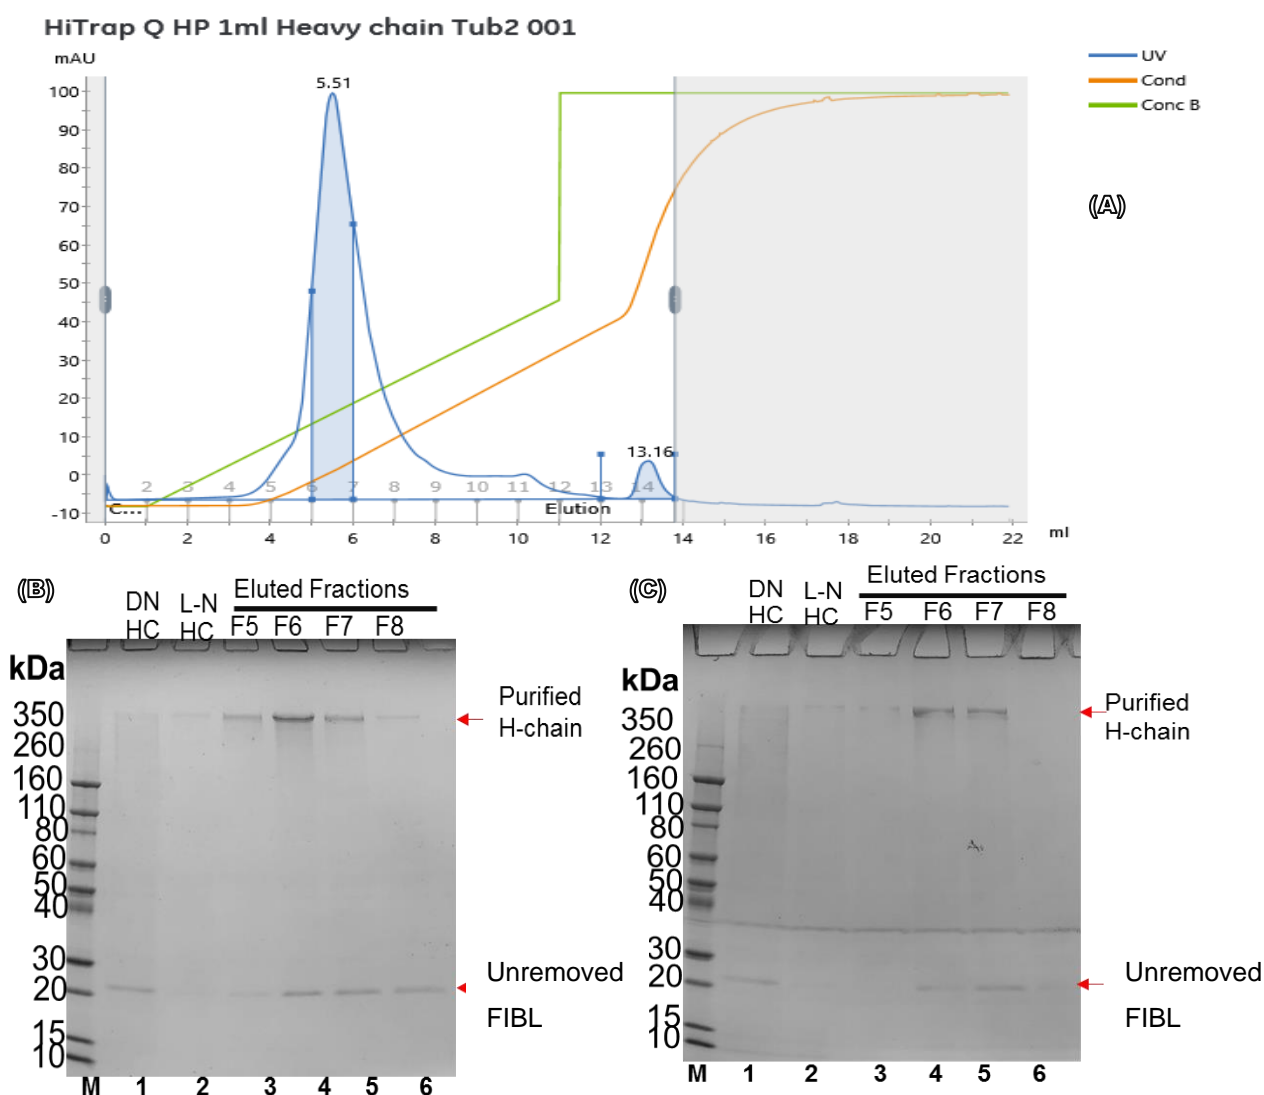 HiTrap Q HP 1ml Heavy chain Tub2 001
mAU
UV
Cond
Conc B
5.51
100
90
80
70
60
50
40
30
20
10
0
-10
(A)
13.16
2 3 4 5 6 7 8 9 10 11 12 13 14
C...
Elution
0 2 4 6 8 10 12 14 16 18 20 22
ml
(B)
DN
HC
L-N
HC
Eluted Fractions
F5 F6 F7 F8
kDa
350
260
160
110
80
60
50
40
30
20
15
10
Purified
H-chain
Unremoved
FIBL
M 1 2 3 4 5 6
(C)
DN
HC
L-N
HC
Eluted Fractions
F5 F6 F7 F8
kDa
350
260
160
110
80
60
50
40
30
20
15
10
Purified
H-chain
Unremoved
FIBL
M 1 2 3 4 5 6